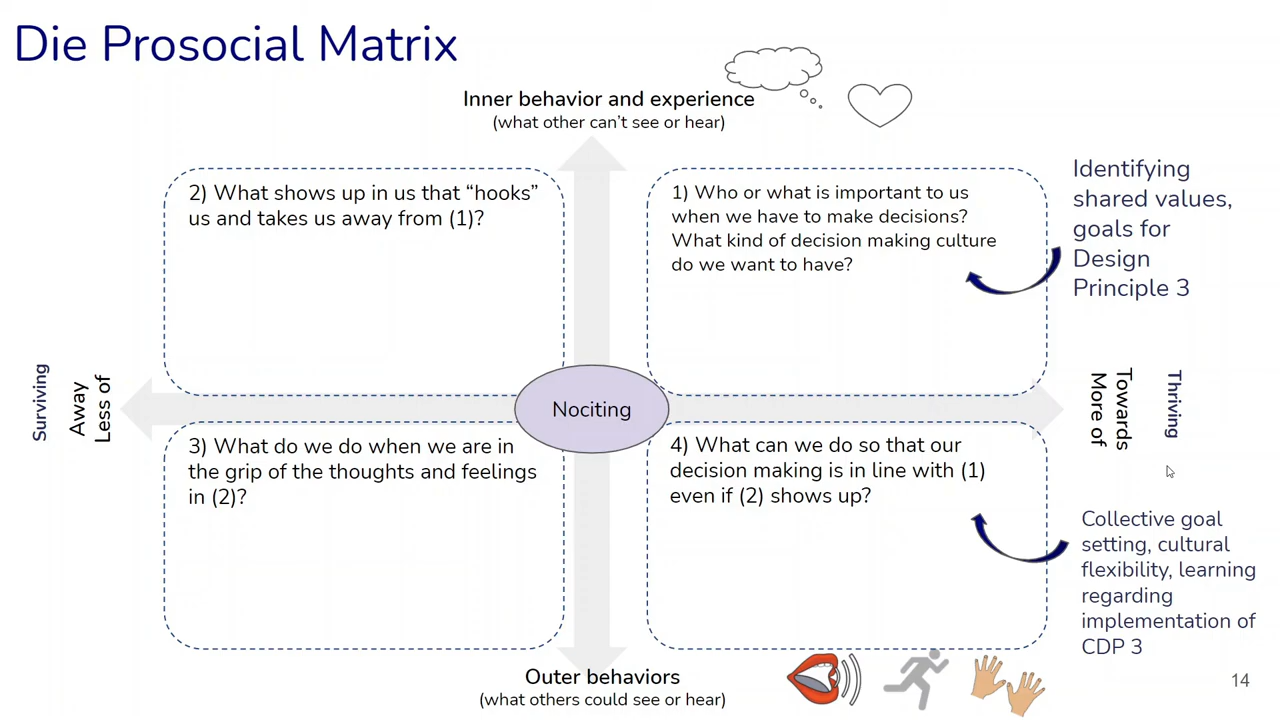 Die Prosocial Matrix
Inner behavior and experience
(what other can't see or hear)
2) What shows up in us that “hooks”
us and takes us away from (1)?
1) Who or what is important to us
when we have to make decisions?
What kind of decision making culture
do we want to have?
Identifying
shared values,
goals for
Design
Principle 3
Surviving
Away
Less of
Nociting
Towards
More of
Thriving
3) What do we do when we are in
the grip of the thoughts and feelings
in (2)?
4) What can we do so that our
decision making is in line with (1)
even if (2) shows up?
Collective goal
setting, cultural
flexibility, learning
regarding
implementation of
CDP 3
Outer behaviors
(what others could see or hear)
14